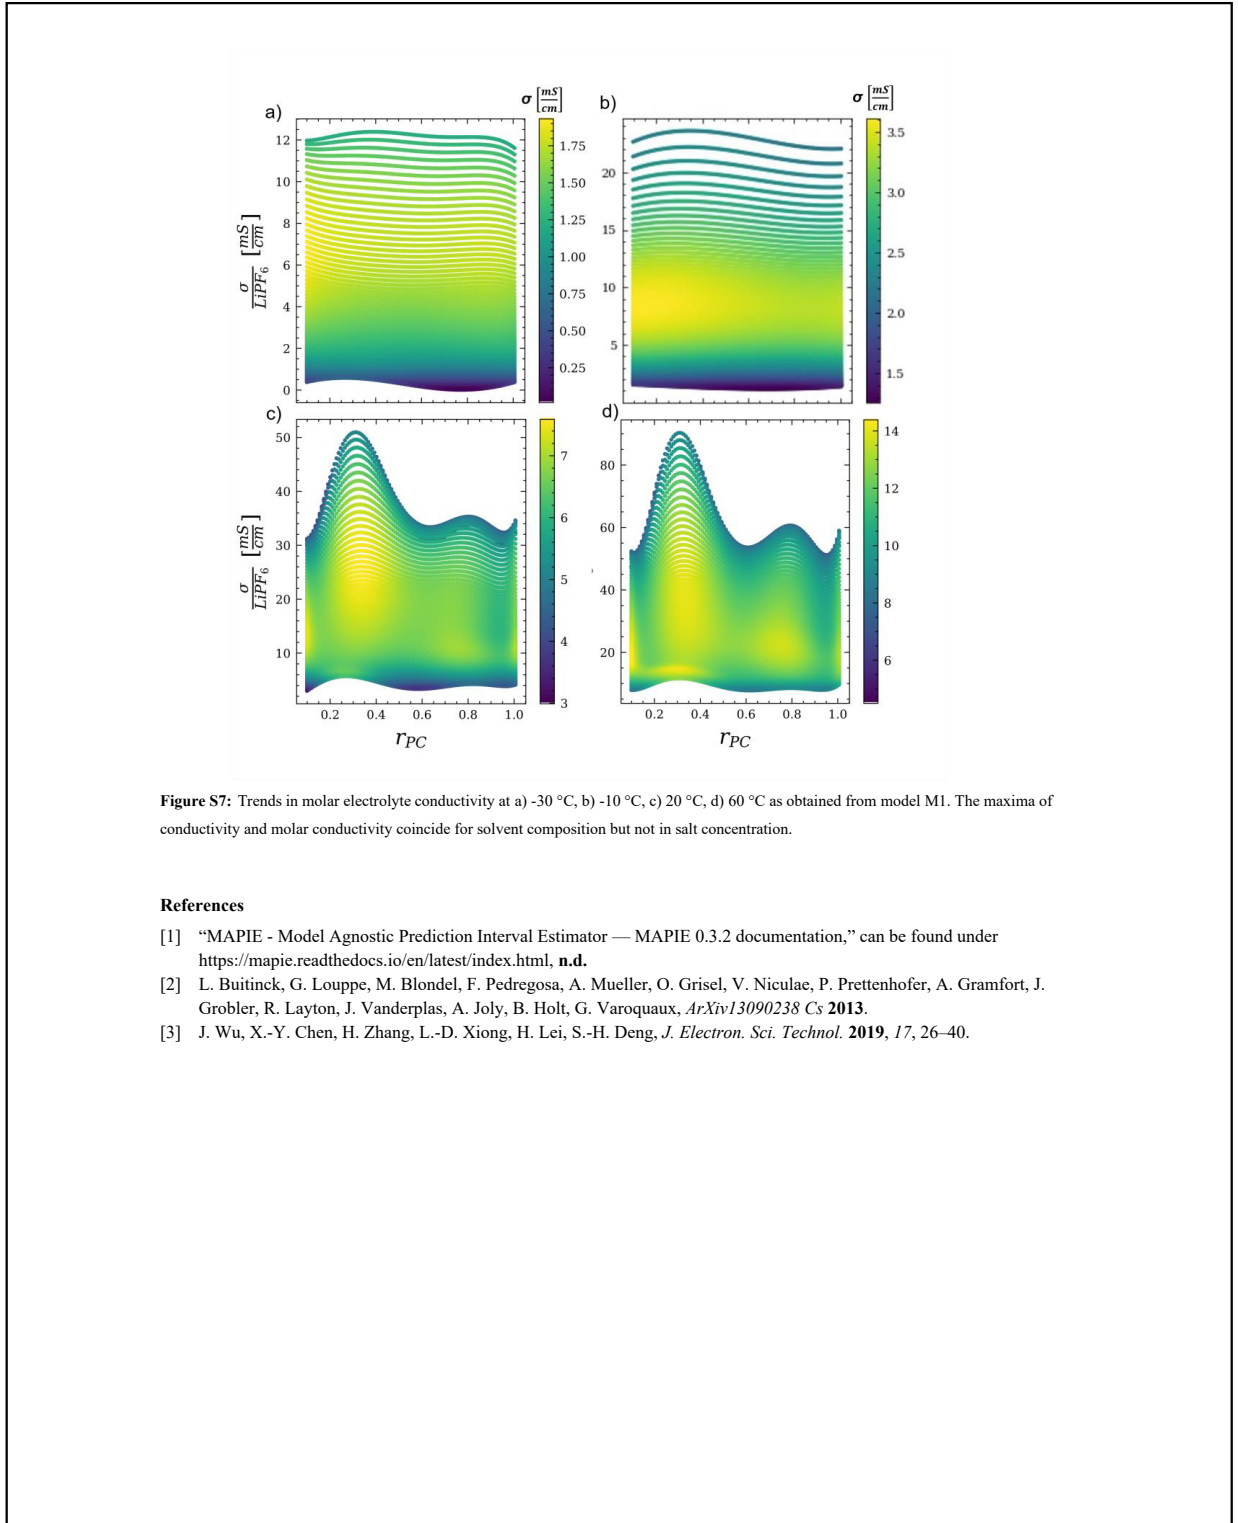 a)
σ [mS/cm]
b)
σ [mS/cm]
12
10
8
6
4
2
0
σ/LiPF6 [mS/cm]
1.75
1.50
1.25
1.00
0.75
0.50
0.25
20
15
10
5
3.5
3.0
2.5
2.0
1.5
c)
d)
50
40
30
20
10
σ/LiPF6 [mS/cm]
7
6
5
4
3
80
60
40
20
14
12
10
8
6
0.2 0.4 0.6 0.8 1.0
0.2 0.4 0.6 0.8 1.0
rPC
rPC
Figure S7: Trends in molar electrolyte conductivity at a) -30 °C, b) -10 °C, c) 20 °C, d) 60 °C as obtained from model M1. The maxima of
conductivity and molar conductivity coincide for solvent composition but not in salt concentration.
References
[1] “MAPIE - Model Agnostic Prediction Interval Estimator — MAPIE 0.3.2 documentation,” can be found under
https://mapie.readthedocs.io/en/latest/index.html, n.d.
[2] L. Buitinck, G. Louppe, M. Blondel, F. Pedregosa, A. Mueller, O. Grisel, V. Niculae, P. Prettenhofer, A. Gramfort, J.
Grobler, R. Layton, J. Vanderplas, A. Joly, B. Holt, G. Varoquaux, ArXiv13090238 Cs 2013.
[3] J. Wu, X.-Y. Chen, H. Zhang, L.-D. Xiong, H. Lei, S.-H. Deng, J. Electron. Sci. Technol. 2019, 17, 26–40.